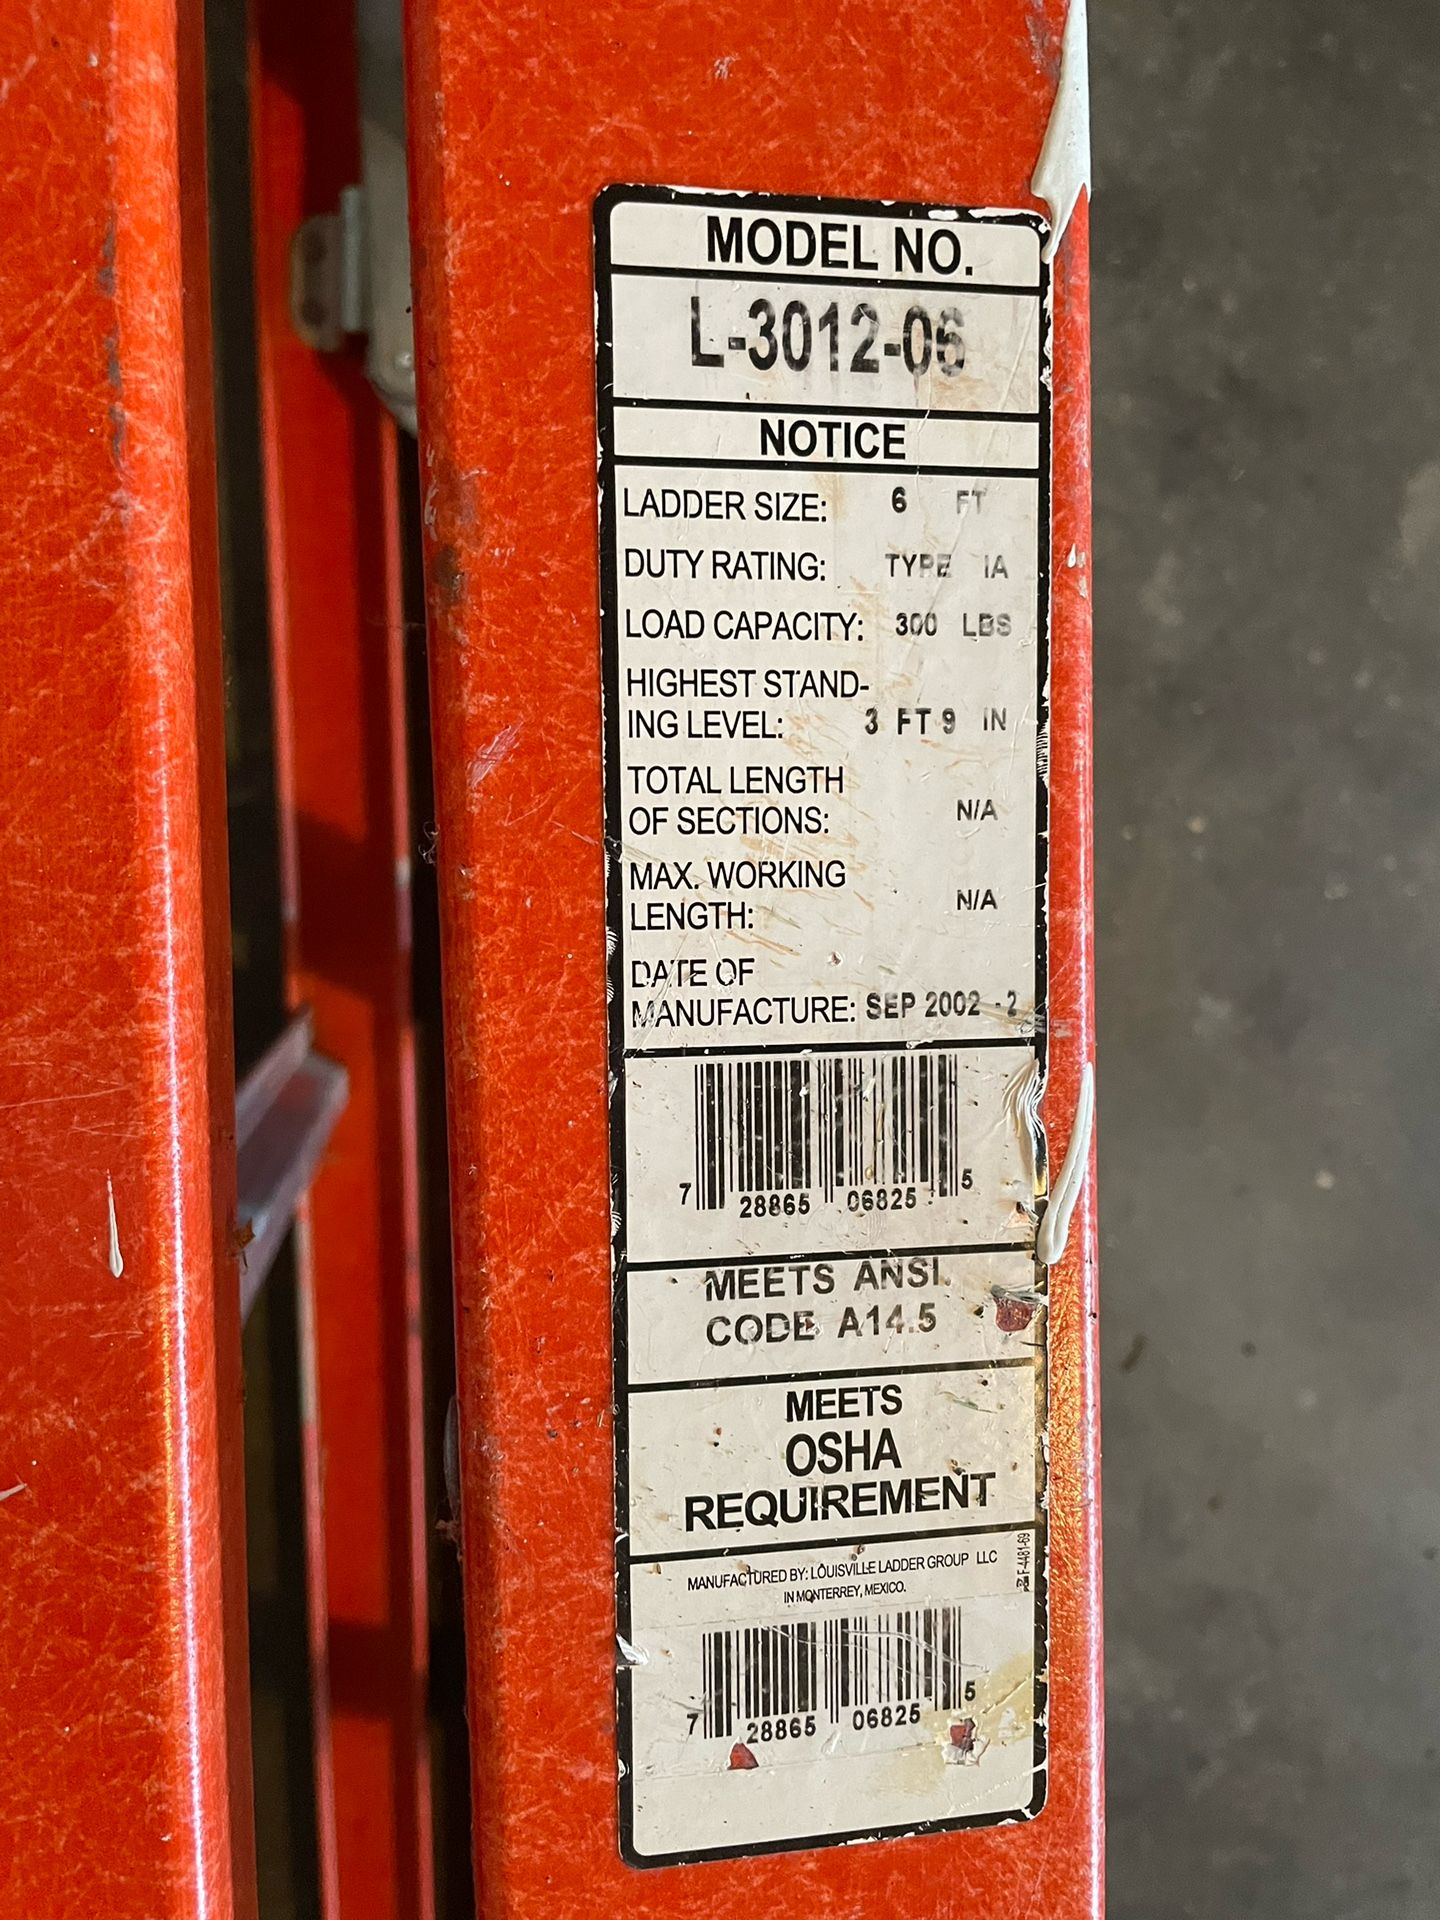 MODEL NO.
L-3012-06
NOTICE
LADDER SIZE: 6 FT
DUTY RATING: TYPE IA
LOAD CAPACITY: 300 LBS
HIGHEST STAND-
ING LEVEL: 3 FT 9 IN
TOTAL LENGTH
OF SECTIONS: N/A
MAX. WORKING
LENGTH: N/A
DATE OF
MANUFACTURE: SEP 2002 - 2
7 28865 06825 5
MEETS ANSI
CODE A14.5
MEETS
OSHA
REQUIREMENT
MANUFACTURED BY: LOUISVILLE LADDER GROUP LLC
IN MONTERREY, MEXICO.
F-4481-69
7 28865 06825 5